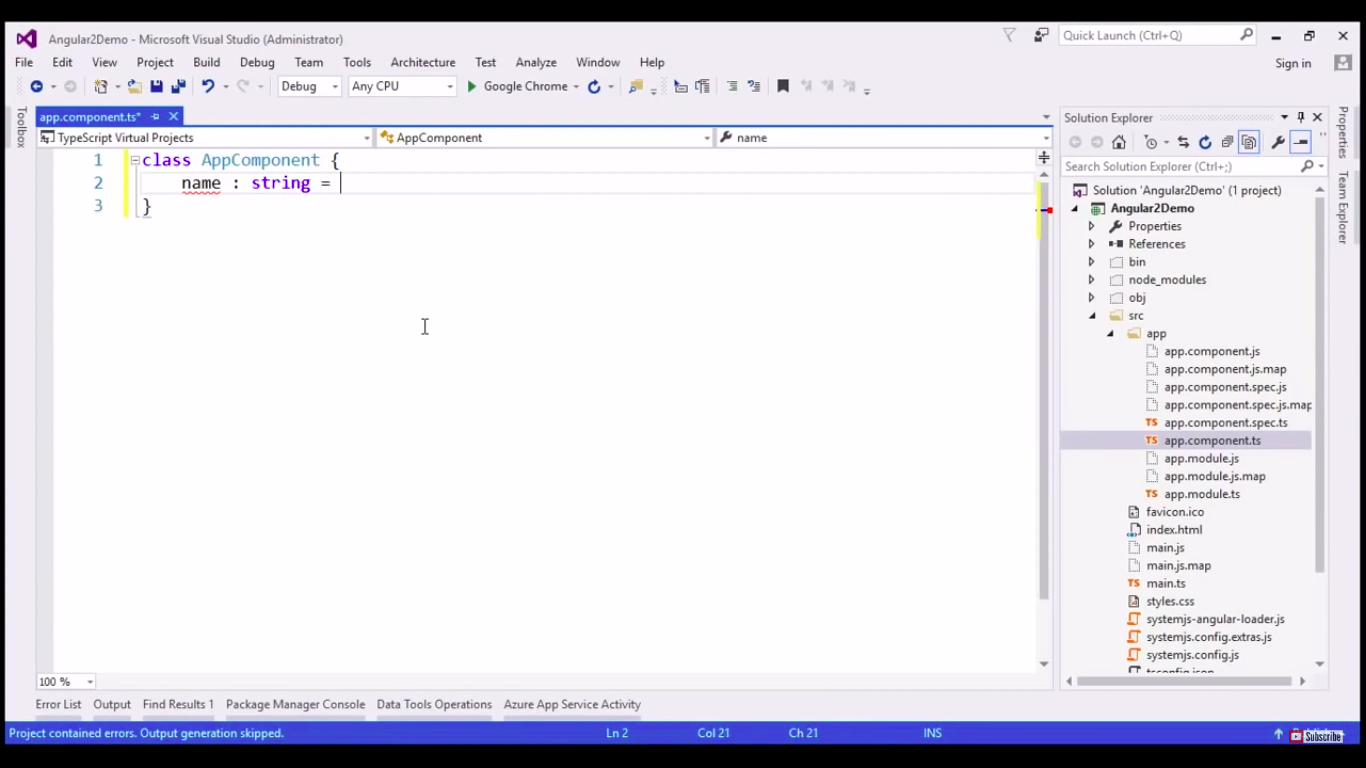 Angular2Demo - Microsoft Visual Studio (Administrator)
Quick Launch (Ctrl+Q)
File Edit View Project Build Debug Team Tools Architecture Test Analyze Window Help
Sign in
Debug Any CPU Google Chrome
Toolbox
app.component.ts*
TypeScript Virtual Projects AppComponent name
1 class AppComponent {
2 name : string =
3 }
100 %
Solution Explorer
Search Solution Explorer (Ctrl+;)
Solution 'Angular2Demo' (1 project)
Angular2Demo
Properties
References
bin
node_modules
obj
src
app
app.component.js
app.component.js.map
app.component.spec.js
app.component.spec.js.map
TS app.component.spec.ts
TS app.component.ts
app.module.js
app.module.js.map
TS app.module.ts
favicon.ico
index.html
main.js
main.js.map
TS main.ts
styles.css
systemjs-angular-loader.js
systemjs.config.extras.js
systemjs.config.js
tsconfig.json
Properties
Team Explorer
Error List Output Find Results 1 Package Manager Console Data Tools Operations Azure App Service Activity
Project contained errors. Output generation skipped. Ln 2 Col 21 Ch 21 INS
Subscribe